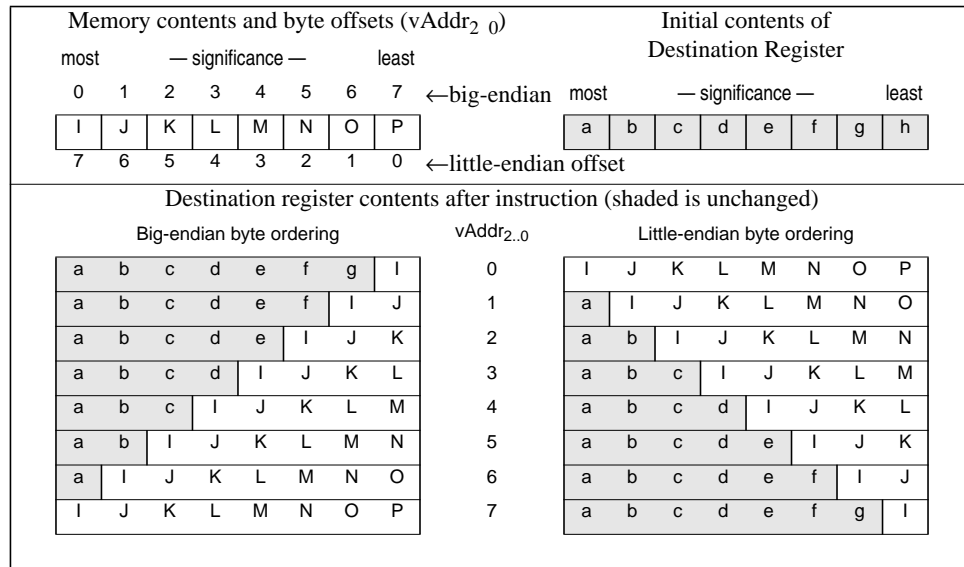 Memory contents and byte offsets (vAddr2 0)
most — significance — least
0 1 2 3 4 5 6 7 ←big-endian
I J K L M N O P
7 6 5 4 3 2 1 0 ←little-endian offset
Initial contents of
Destination Register
most — significance — least
a b c d e f g h
Destination register contents after instruction (shaded is unchanged)
Big-endian byte ordering vAddr2..0 Little-endian byte ordering
a b c d e f g I 0 I J K L M N O P
a b c d e f I J 1 a I J K L M N O
a b c d e I J K 2 a b I J K L M N
a b c d I J K L 3 a b c I J K L M
a b c I J K L M 4 a b c d I J K L
a b I J K L M N 5 a b c d e I J K
a I J K L M N O 6 a b c d e f I J
I J K L M N O P 7 a b c d e f g I